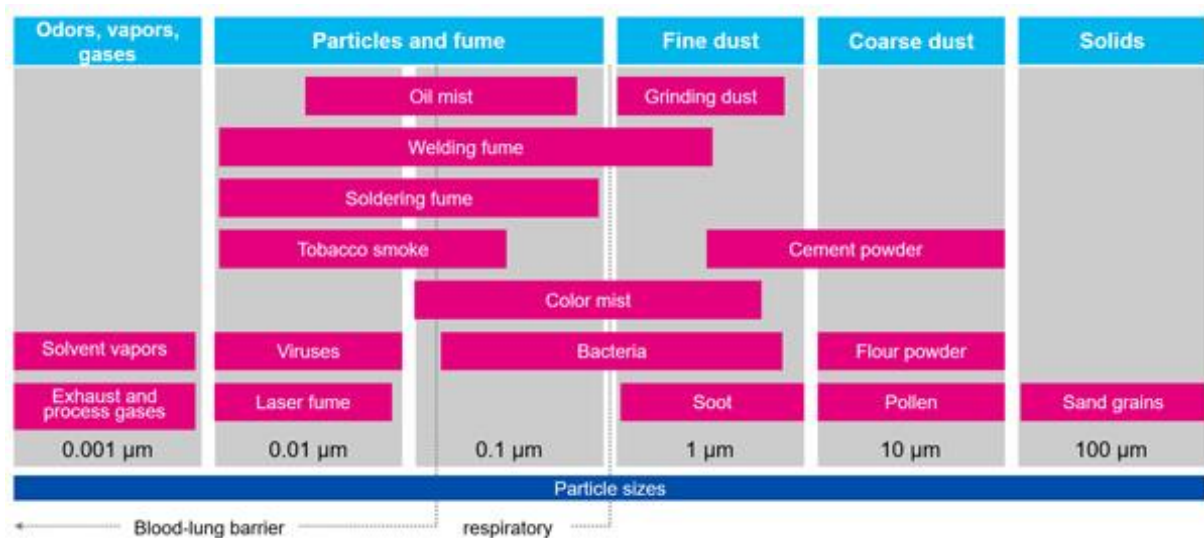 Odors, vapors,
gases
Particles and fume
Fine dust
Coarse dust
Solids
Oil mist
Grinding dust
Welding fume
Soldering fume
Tobacco smoke
Cement powder
Color mist
Solvent vapors
Viruses
Bacteria
Flour powder
Exhaust and
process gases
Laser fume
Soot
Pollen
Sand grains
0.001 µm
0.01 µm
0.1 µm
1 µm
10 µm
100 µm
Particle sizes
Blood-lung barrier
respiratory